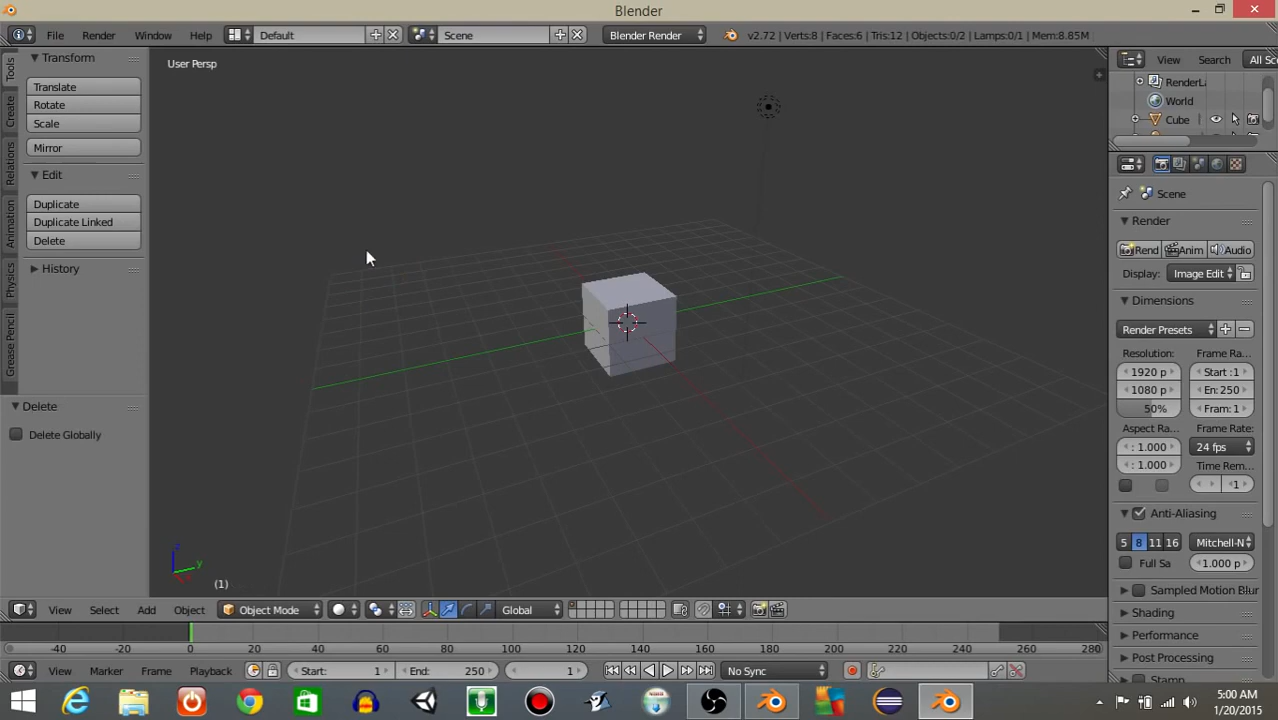 Blender
File Render Window Help Default Scene Blender Render v2.72 | Verts:8 | Faces:6 | Tris:12 | Objects:0/2 | Lamps:0/1 | Mem:8.85M
Transform
Translate
Rotate
Scale
Mirror
Edit
Duplicate
Duplicate Linked
Delete
History
Delete
Delete Globally
Tools
Create
Relations
Animation
Physics
Grease Pencil
User Persp
z
y
(1)
View Search All Sc
RenderLa
World
Cube
Scene
Render
Rend Anim Audio
Display: Image Edit
Dimensions
Render Presets
Resolution: Frame Ra...
1920 p Start :1
1080 p En: 250
50% Fram: 1
Aspect Ra... Frame Rate:
: 1.000 24 fps
: 1.000 Time Rem...
1
Anti-Aliasing
5 8 11 16 Mitchell-N
Full Sa 1.000 p
Sampled Motion Blur
Shading
Performance
Post Processing
Stamp
View Select Add Object Object Mode Global
-40 -20 0 20 40 60 80 100 120 140 160 180 200 220 240 260 280
View Marker Frame Playback Start: 1 End: 250 1 No Sync
5:00 AM
1/20/2015